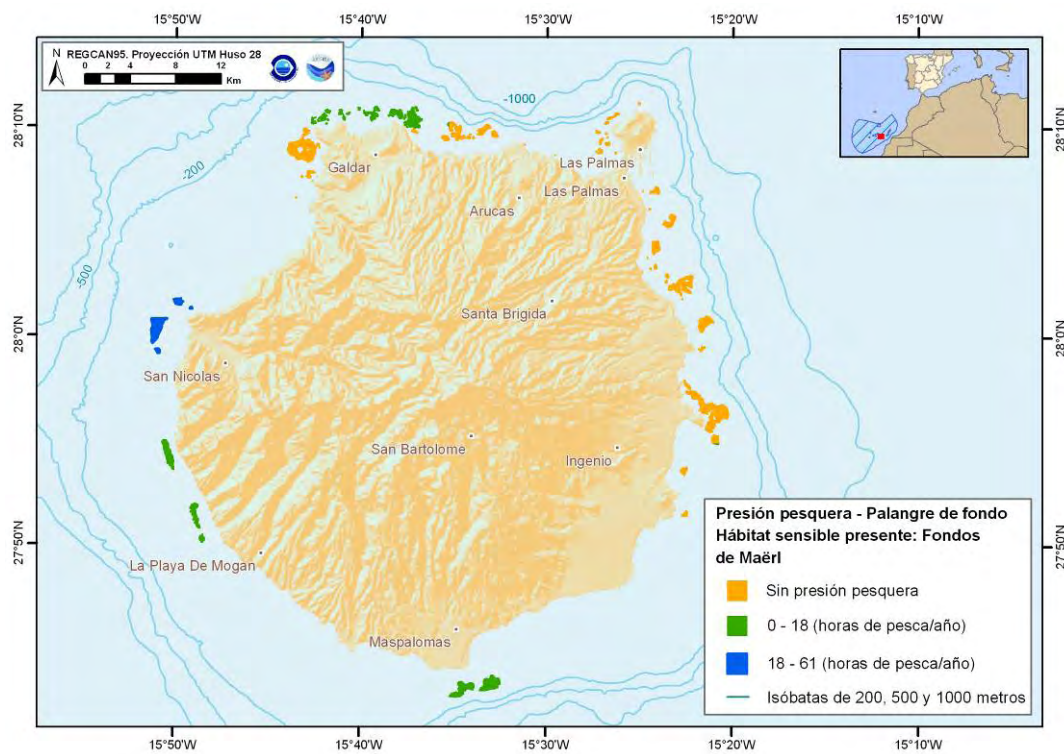 15°50'W 15°40'W 15°30'W 15°20'W 15°10'W
N REGCAN95. Proyección UTM Huso 28
0 2 4 8 12
Km
-1000
28°10'N
28°10'N
-200
Galdar
Las Palmas
Las Palmas
Arucas
-500
Santa Brigida
28°0'N
28°0'N
San Nicolas
San Bartolome
Ingenio
27°50'N
27°50'N
La Playa De Mogan
Maspalomas
Presión pesquera - Palangre de fondo
Hábitat sensible presente: Fondos
de Maërl
Sin presión pesquera
0 - 18 (horas de pesca/año)
18 - 61 (horas de pesca/año)
Isóbatas de 200, 500 y 1000 metros
15°50'W 15°40'W 15°30'W 15°20'W 15°10'W